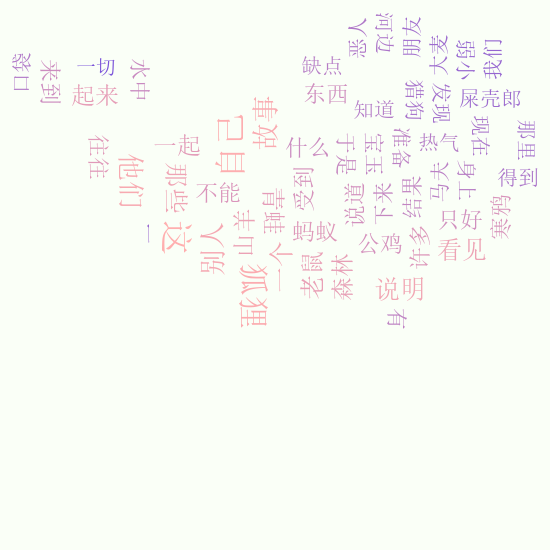 恶人
河边
朋友
大麦
弱小
我们
袋口
来到
一切
水中
缺点
起来
东西
知道
猎狗
发现
屎壳郎
故事
自己
现在
那里
往往
一起
什么
于是
宝玉
准备
热气
他们
那些
不能
受到
说道
下来
结果
马夫
身上
得到
青蛙
寒鸦
一
这
别人
山羊
蚂蚁
公鸡
许多
只好
看见
一个
狐狸
老鼠
森林
说明
有